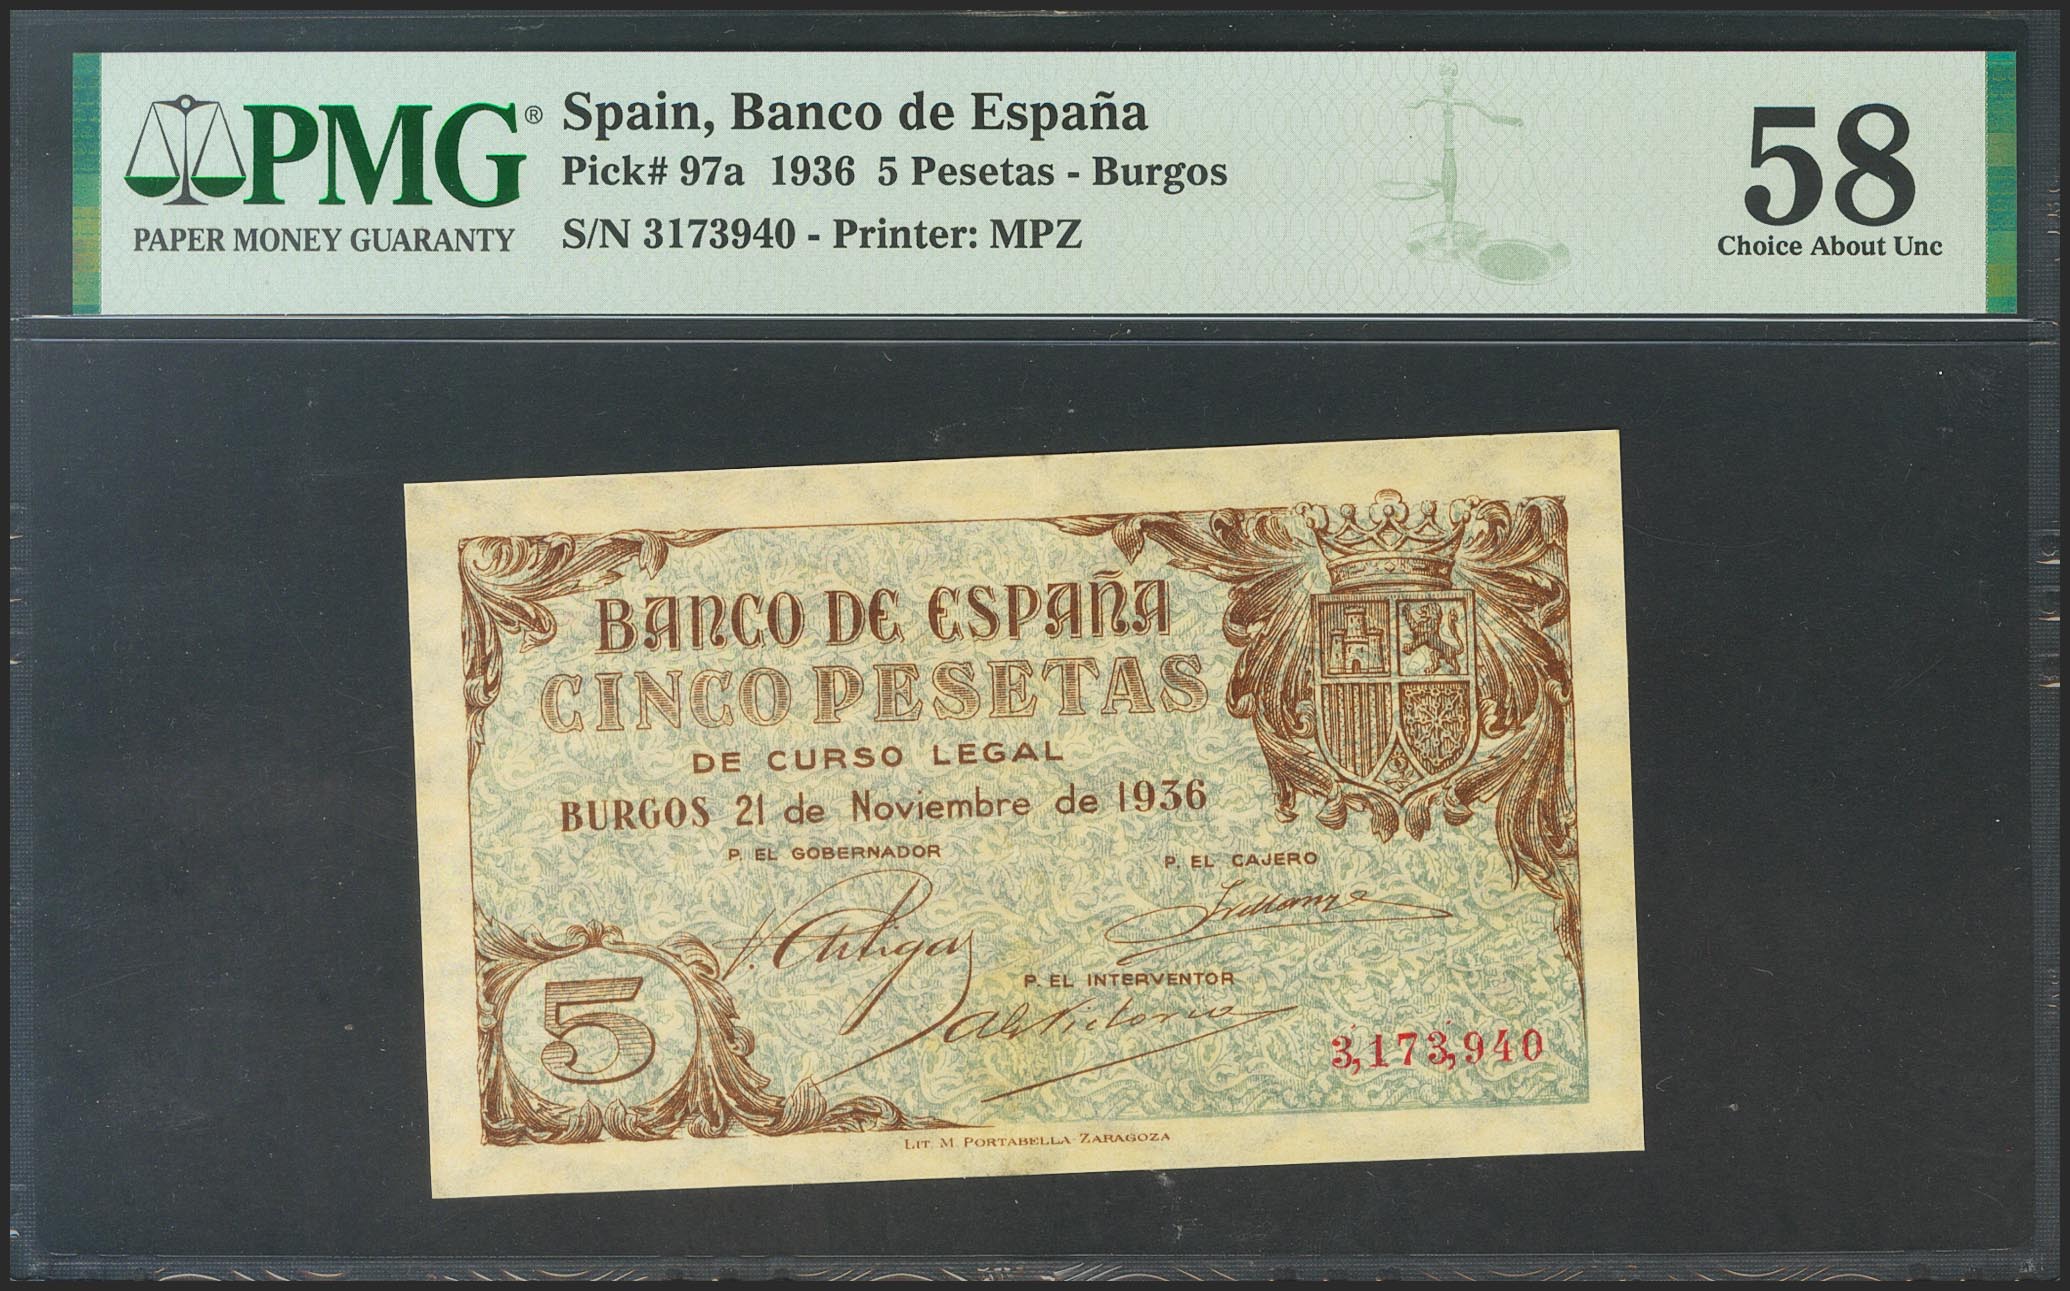 PMG®
PAPER MONEY GUARANTY
Spain, Banco de España
Pick# 97a 1936 5 Pesetas - Burgos
S/N 3173940 - Printer: MPZ
58
Choice About Unc
BANCO DE ESPAÑA
CINCO PESETAS
DE CURSO LEGAL
BURGOS 21 de Noviembre de 1936
P. EL GOBERNADOR
P. EL CAJERO
P. EL INTERVENTOR
5
3,173,940
LIT. M. PORTABELLA-ZARAGOZA